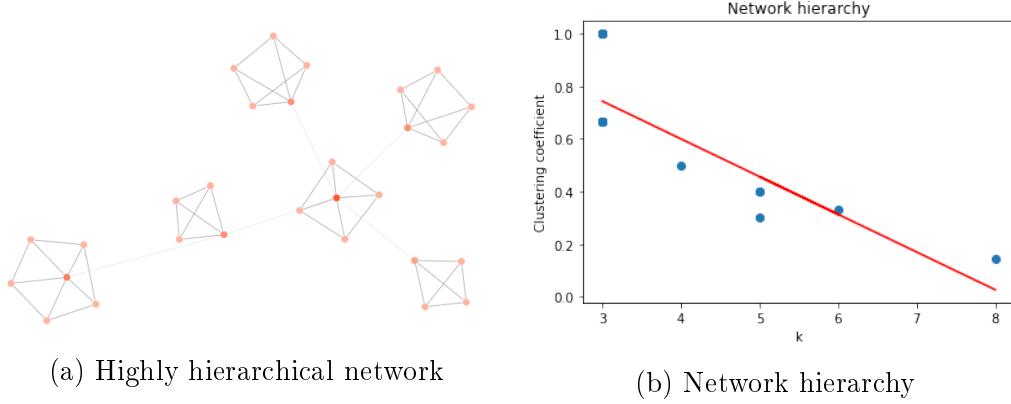 Network hierarchy
1.0
0.8
0.6
0.4
0.2
0.0
Clustering coefficient
3 4 5 6 7 8
k
(a) Highly hierarchical network
(b) Network hierarchy